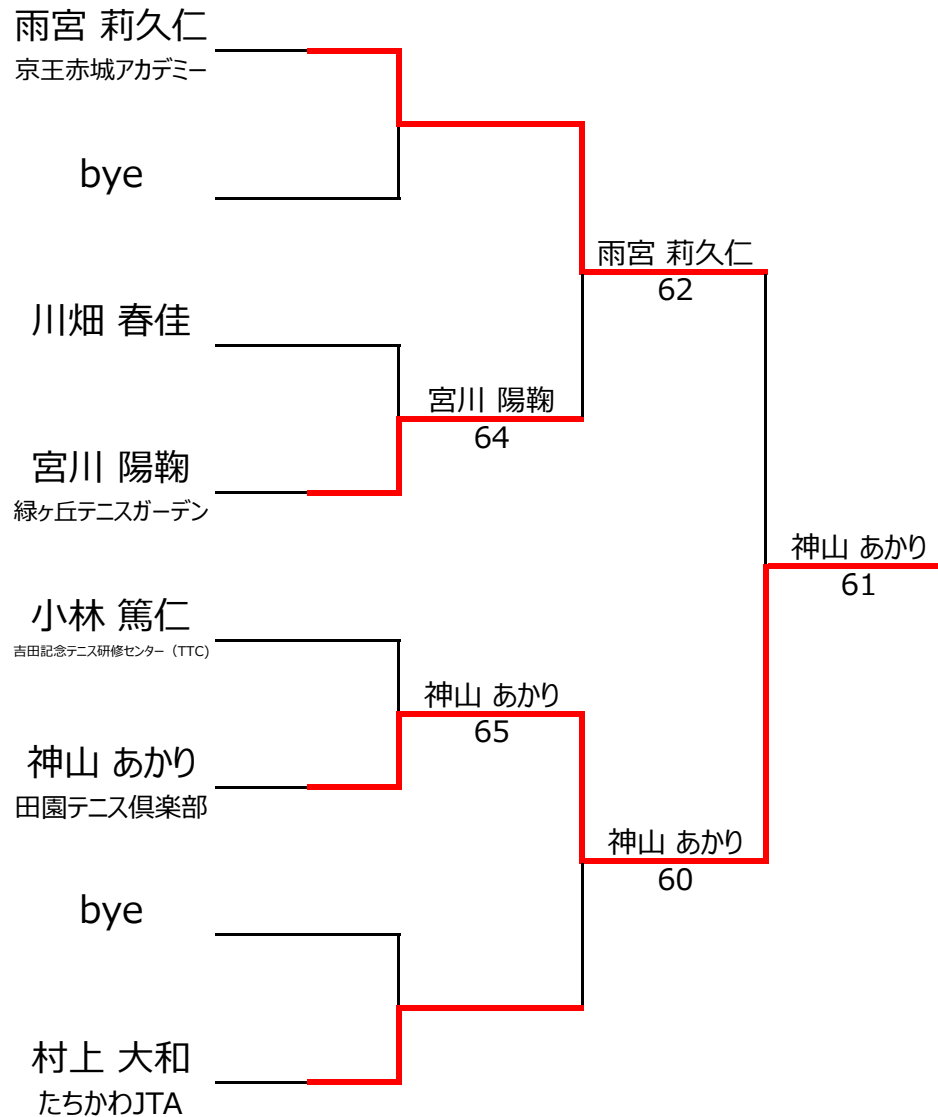 雨宮 莉久仁
京王赤城アカデミー
bye
雨宮 莉久仁
62
川畑 春佳
宮川 陽鞠
64
宮川 陽鞠
緑ヶ丘テニスガーデン
神山 あかり
61
小林 篤仁
吉田記念テニス研修センター（TTC)
神山 あかり
65
神山 あかり
田園テニス倶楽部
神山 あかり
60
bye
村上 大和
たちかわJTA